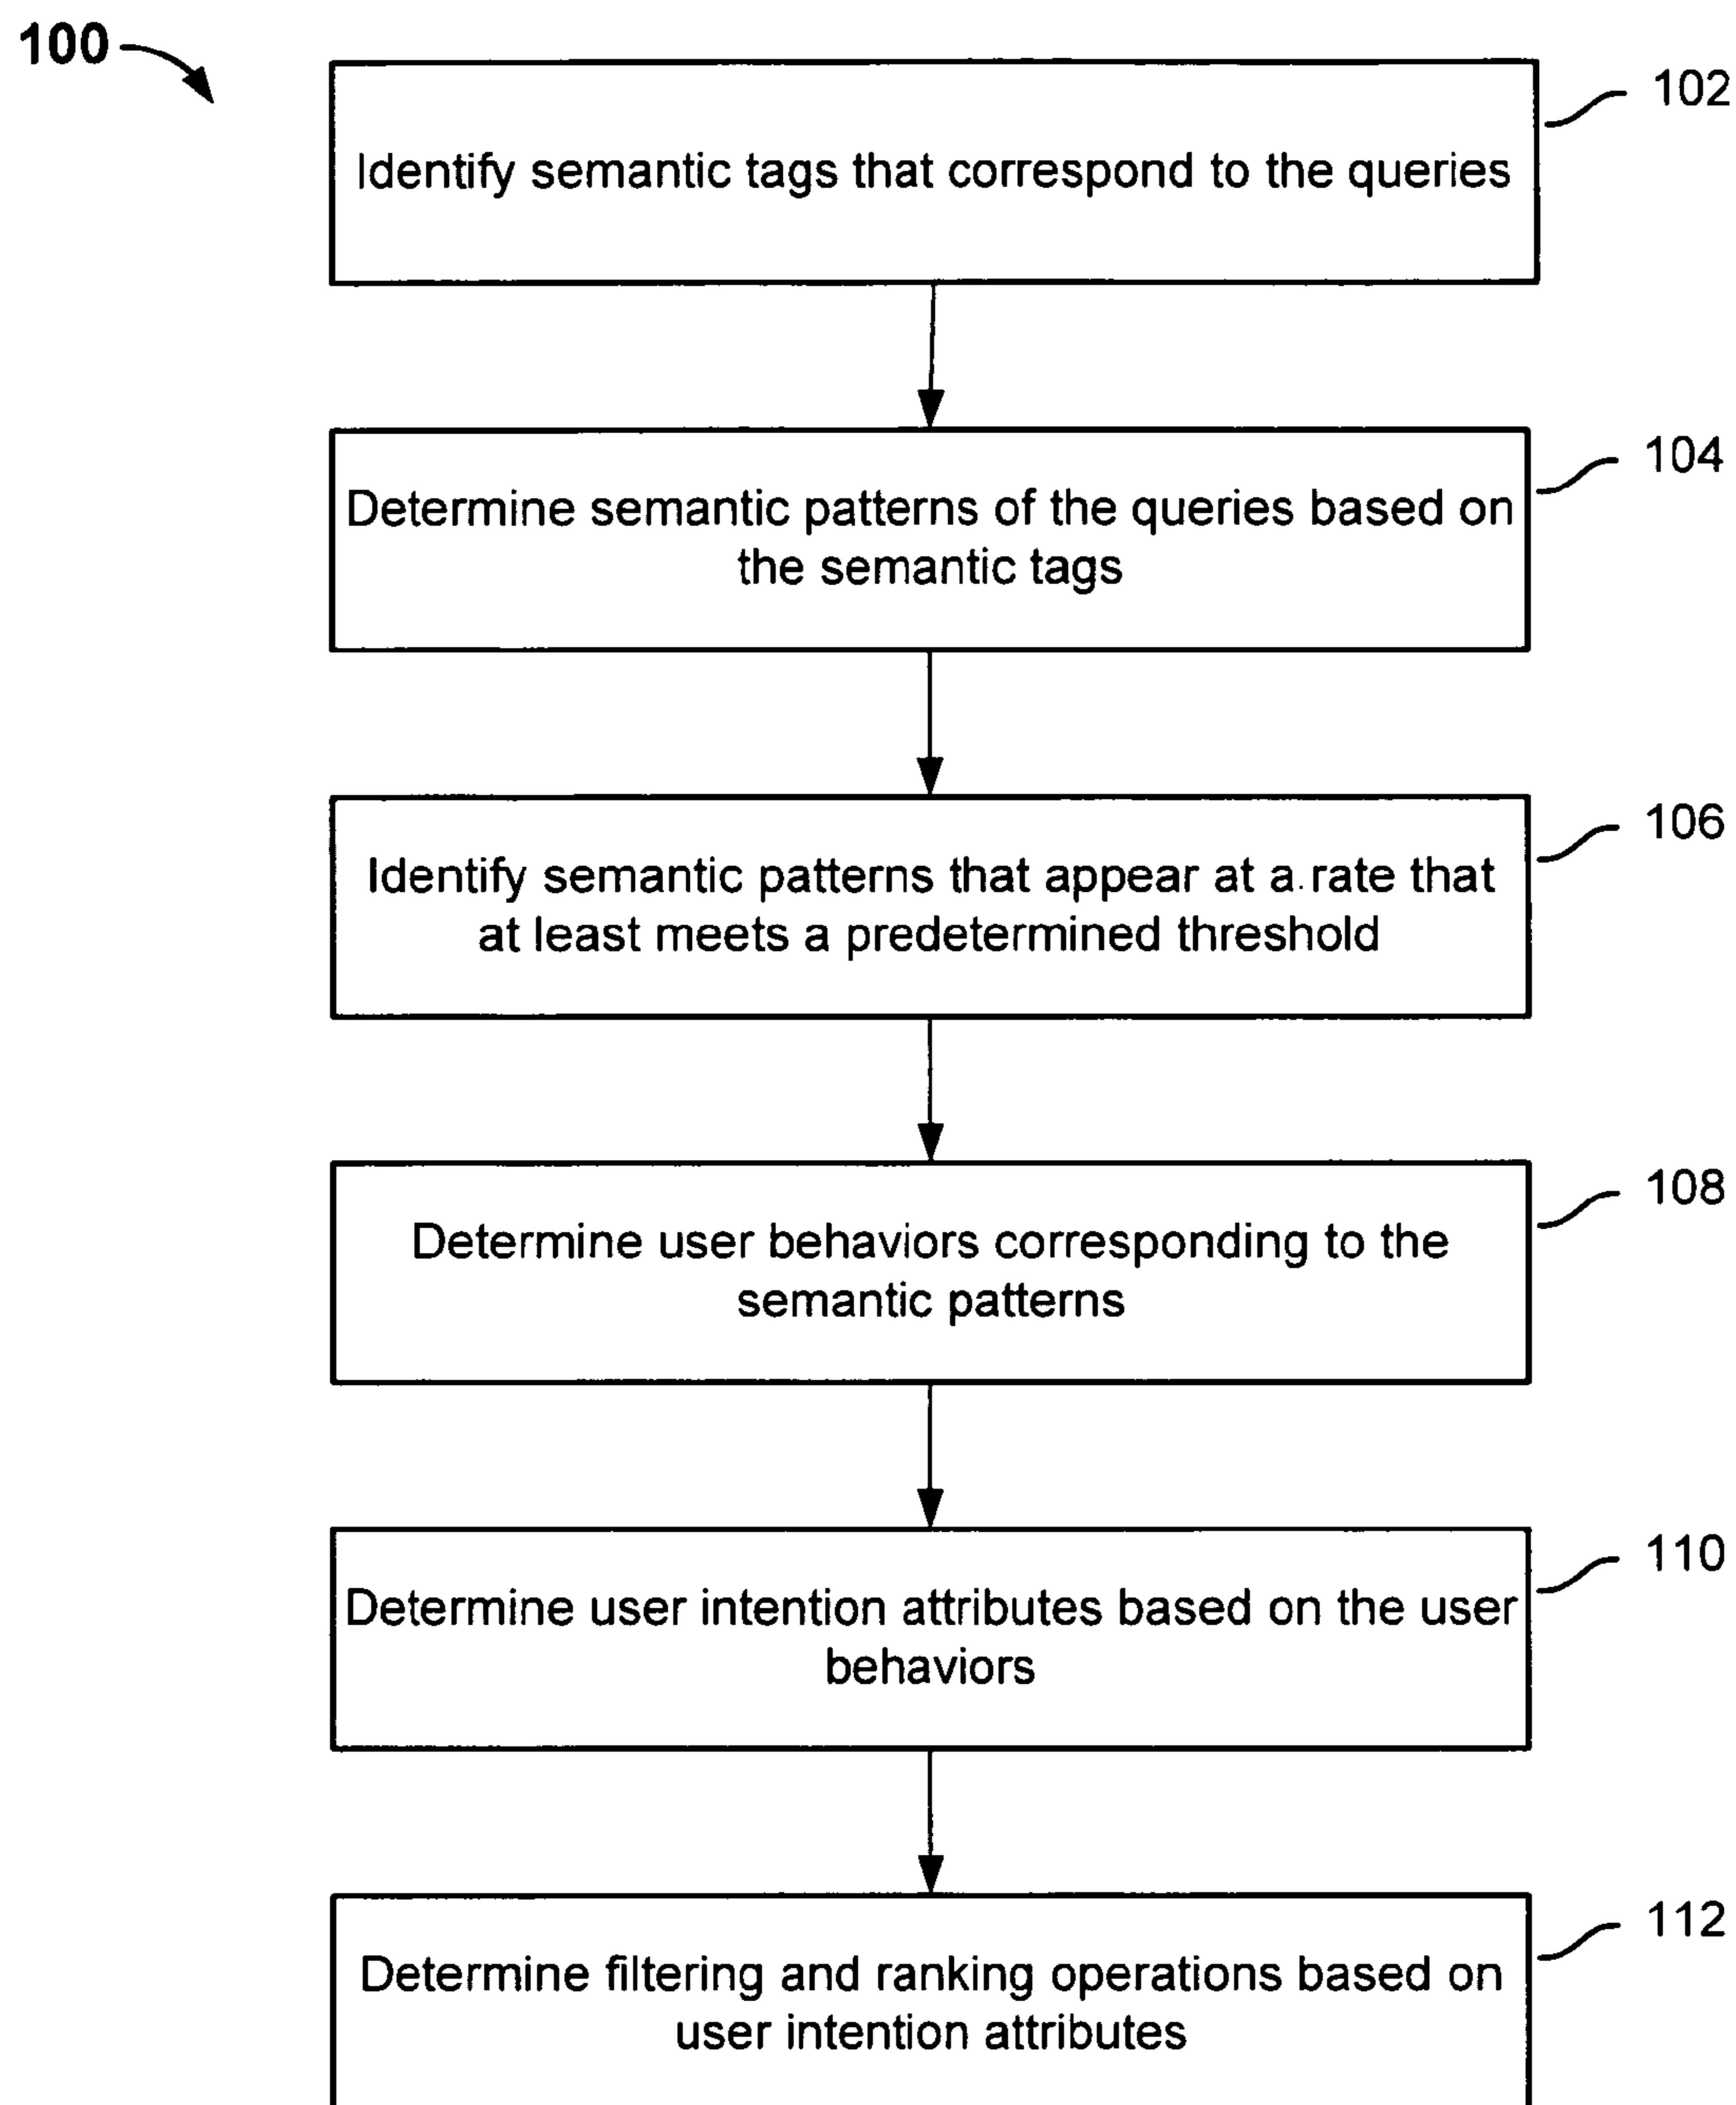 100
102
Identify semantic tags that correspond to the queries
104
Determine semantic patterns of the queries based on
the semantic tags
106
Identify semantic patterns that appear at a rate that
at least meets a predetermined threshold
108
Determine user behaviors corresponding to the
semantic patterns
110
Determine user intention attributes based on the user
behaviors
112
Determine filtering and ranking operations based on
user intention attributes